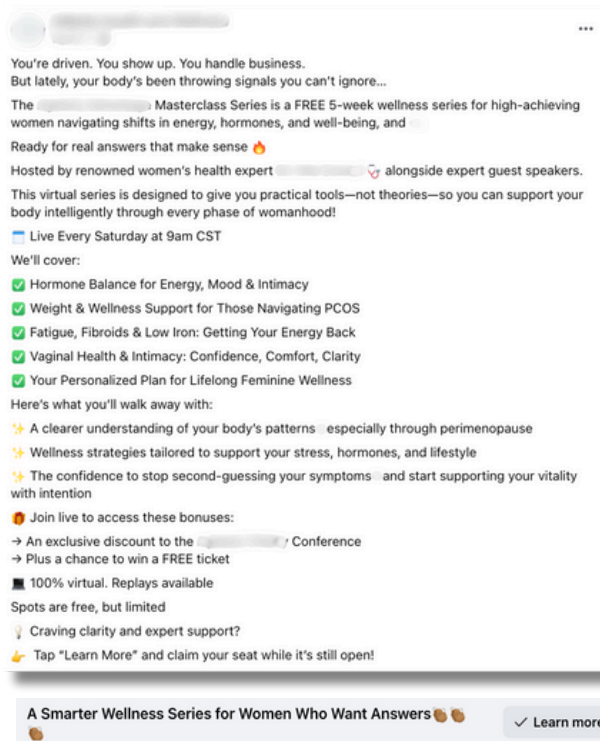 You're driven. You show up. You handle business.
But lately, your body's been throwing signals you can't ignore...
The Masterclass Series is a FREE 5-week wellness series for high-achieving
women navigating shifts in energy, hormones, and well-being, and
Ready for real answers that make sense 🔥
Hosted by renowned women's health expert 🩺 alongside expert guest speakers.
This virtual series is designed to give you practical tools—not theories—so you can support your
body intelligently through every phase of womanhood!
🗓️ Live Every Saturday at 9am CST
We'll cover:
✅ Hormone Balance for Energy, Mood & Intimacy
✅ Weight & Wellness Support for Those Navigating PCOS
✅ Fatigue, Fibroids & Low Iron: Getting Your Energy Back
✅ Vaginal Health & Intimacy: Confidence, Comfort, Clarity
✅ Your Personalized Plan for Lifelong Feminine Wellness
Here's what you'll walk away with:
✨ A clearer understanding of your body's patterns especially through perimenopause
✨ Wellness strategies tailored to support your stress, hormones, and lifestyle
✨ The confidence to stop second-guessing your symptoms and start supporting your vitality
with intention
🎁 Join live to access these bonuses:
→ An exclusive discount to the Conference
→ Plus a chance to win a FREE ticket
💻 100% virtual. Replays available
Spots are free, but limited
💡 Craving clarity and expert support?
👉 Tap "Learn More" and claim your seat while it's still open!
A Smarter Wellness Series for Women Who Want Answers👏🏾👏🏾
👏🏾
✓ Learn more